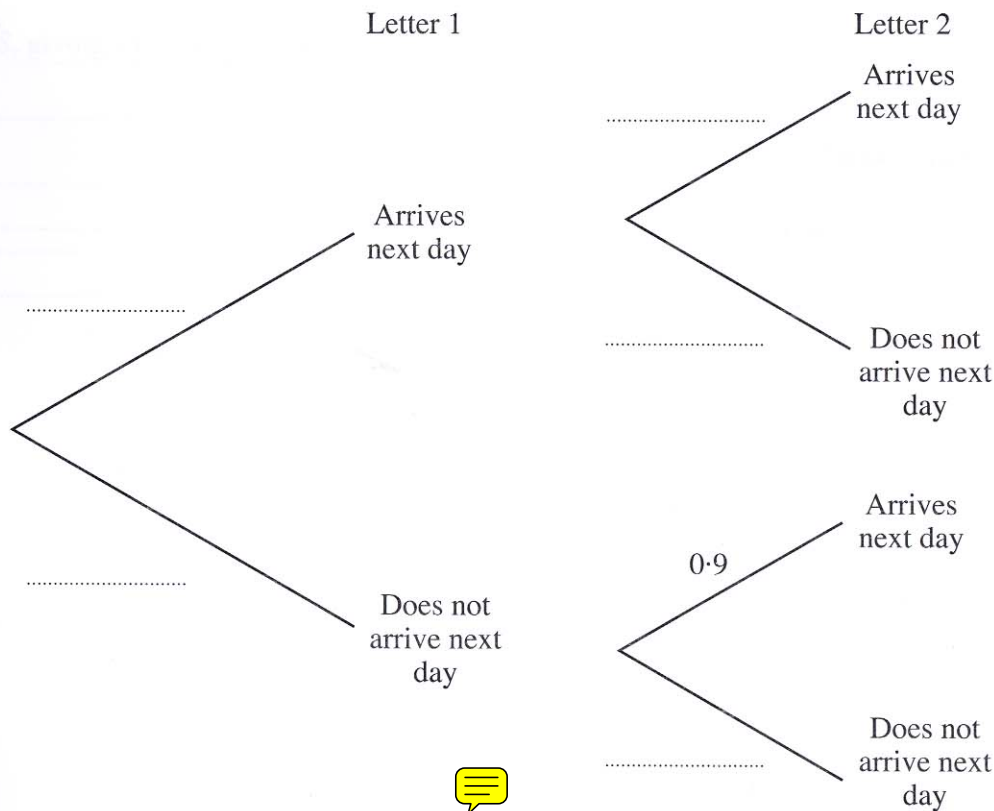 Letter 1
Letter 2
Arrives
next day
Arrives
next day
Does not
arrive next
day
Does not
arrive next
day
Arrives
next day
0·9
Does not
arrive next
day